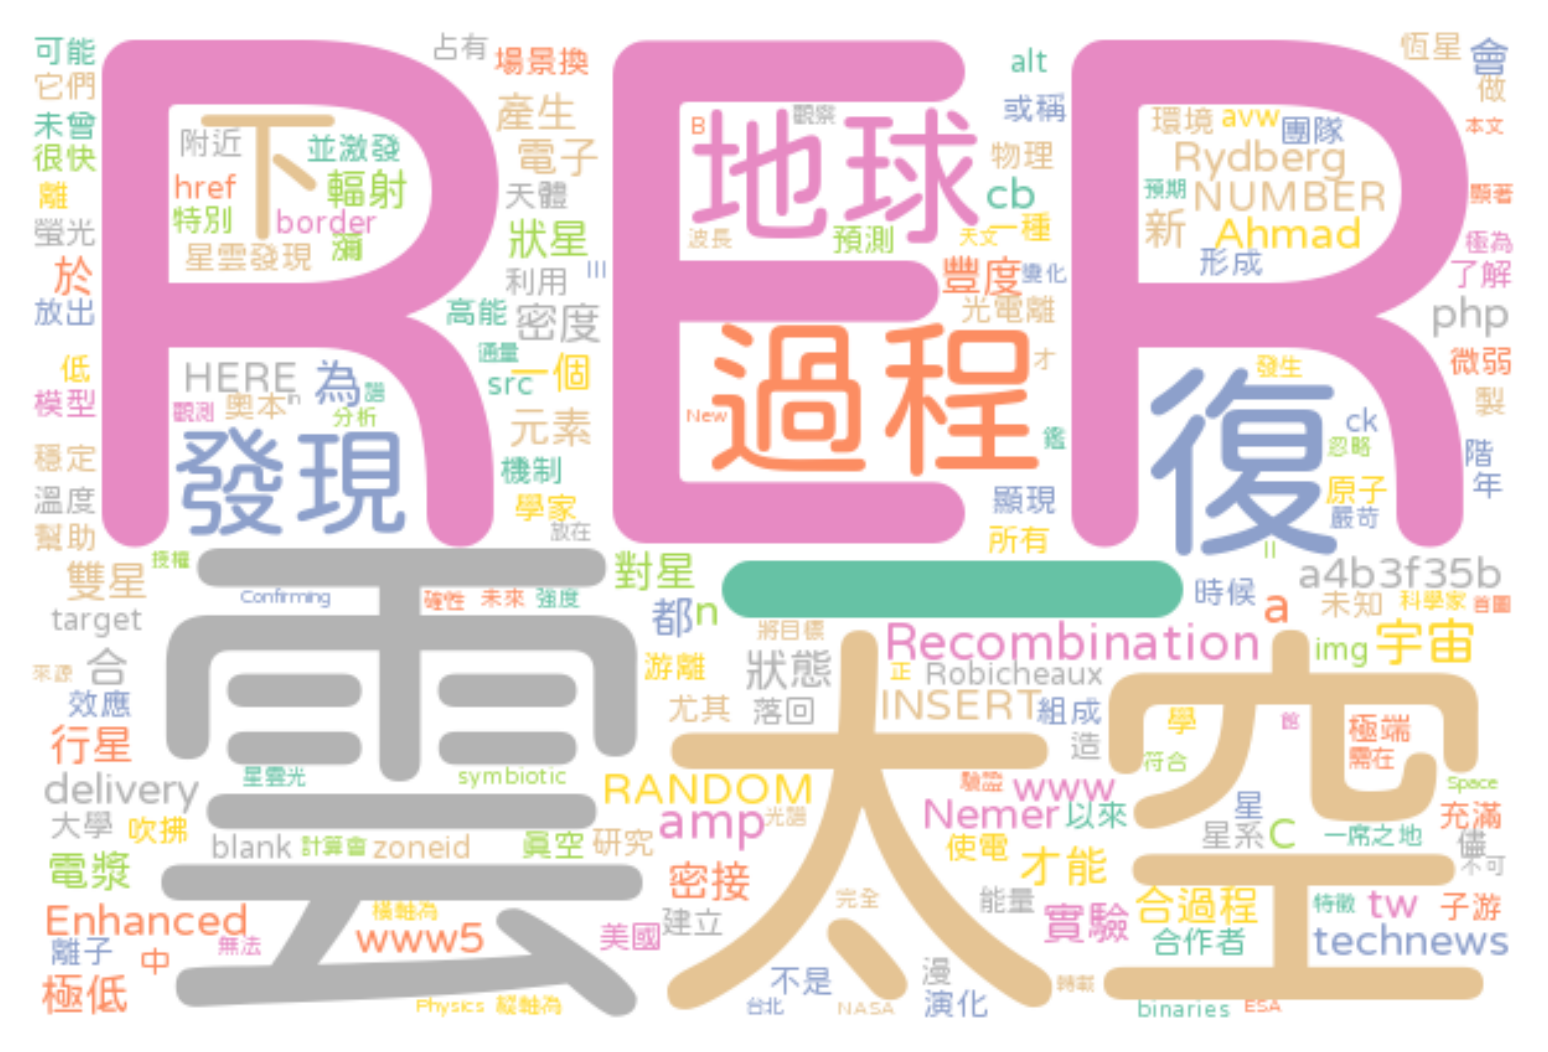 RER
可能
它們
未曾
很快
離
螢光
於
放出
低
模型
穩定
溫度
幫助
下
附近
並激發
href
輻射
特別
border
星雲發現
瀰
HERE
為
譜
觀測
奧本
in
分析
發現
占有
場景換
產生
電子
天體
狀星
利用
III
高能
密度
通量
一個
src
元素
機制
學家
放在
B
地球
觀察
波長
預測
天文
一種
過程
New
才
鑑
alt
或稱
物理
cb
豐度
變化
光電離
顯現
所有
環境
avw
團隊
Rydberg
預期
NUMBER
新
Ahmad
形成
復
發生
ck
忽略
原子
嚴苛
II
恆星
會
做
本文
顯著
極為
了解
php
微弱
製
階
年
雙星
授權
target
來源
合
效應
行星
delivery
大學
吹拂
電漿
Enhanced
離子
中
極低
雲
Confirming
確性
未來
強度
星雲光
symbiotic
blank
計算會
zoneid
真空
研究
橫軸為
www5
無法
Physics
縱軸為
美國
對星
都
n
一
將目標
游離
狀態
尤其
落回
RANDOM
amp
光譜
密接
建立
太
完全
不是
台北
NASA
漫
演化
轉載
Recombination
正
Robicheaux
INSERT
組成
造
驗證
www
Nemer
以來
使電
才能
能量
實驗
時候
a
a4b3f35b
未知
科學家
首圖
img
宇宙
空
學
館
極端
需在
符合
Space
星
星系
C
一席之地
充滿
儘
不可
合過程
特徵
tw
子游
合作者
technews
binaries
ESA